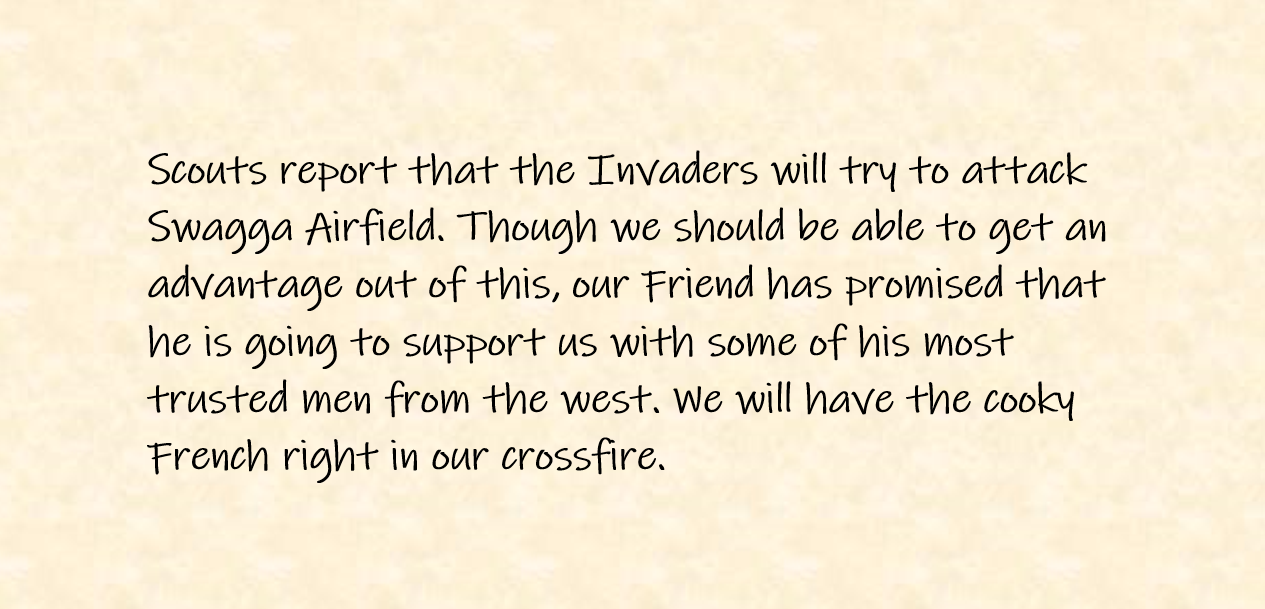 Scouts report that the Invaders will try to attack
Swagga Airfield. Though we should be able to get an
advantage out of this, our Friend has promised that
he is going to support us with some of his most
trusted men from the west. We will have the cooky
French right in our crossfire.